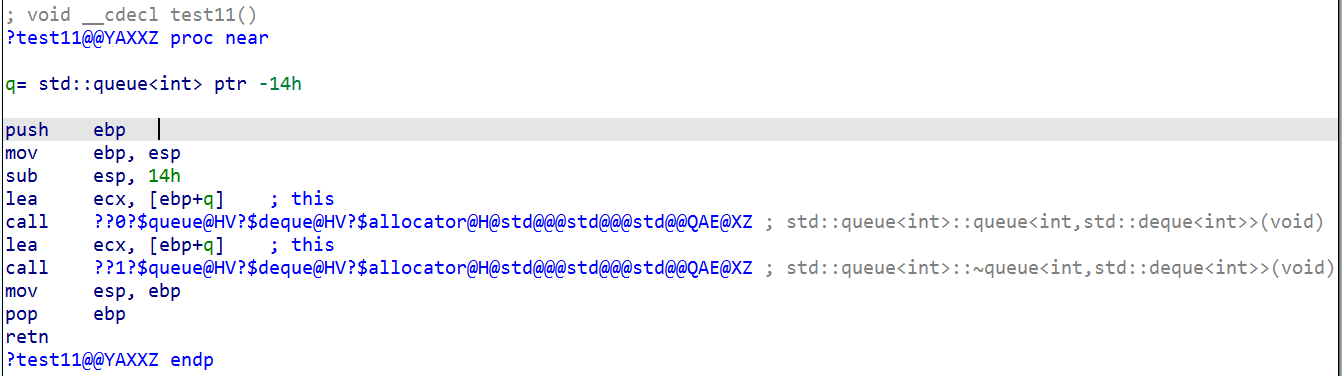 ; void __cdecl test11()
?test11@@YAXXZ proc near
q= std::queue<int> ptr -14h
push    ebp
mov     ebp, esp
sub     esp, 14h
lea     ecx, [ebp+q]    ; this
call    ??0?$queue@HV?$deque@HV?$allocator@H@std@@@std@@@std@@QAE@XZ ; std::queue<int>::queue<int,std::deque<int>>(void)
lea     ecx, [ebp+q]    ; this
call    ??1?$queue@HV?$deque@HV?$allocator@H@std@@@std@@@std@@QAE@XZ ; std::queue<int>::~queue<int,std::deque<int>>(void)
mov     esp, ebp
pop     ebp
retn
?test11@@YAXXZ endp